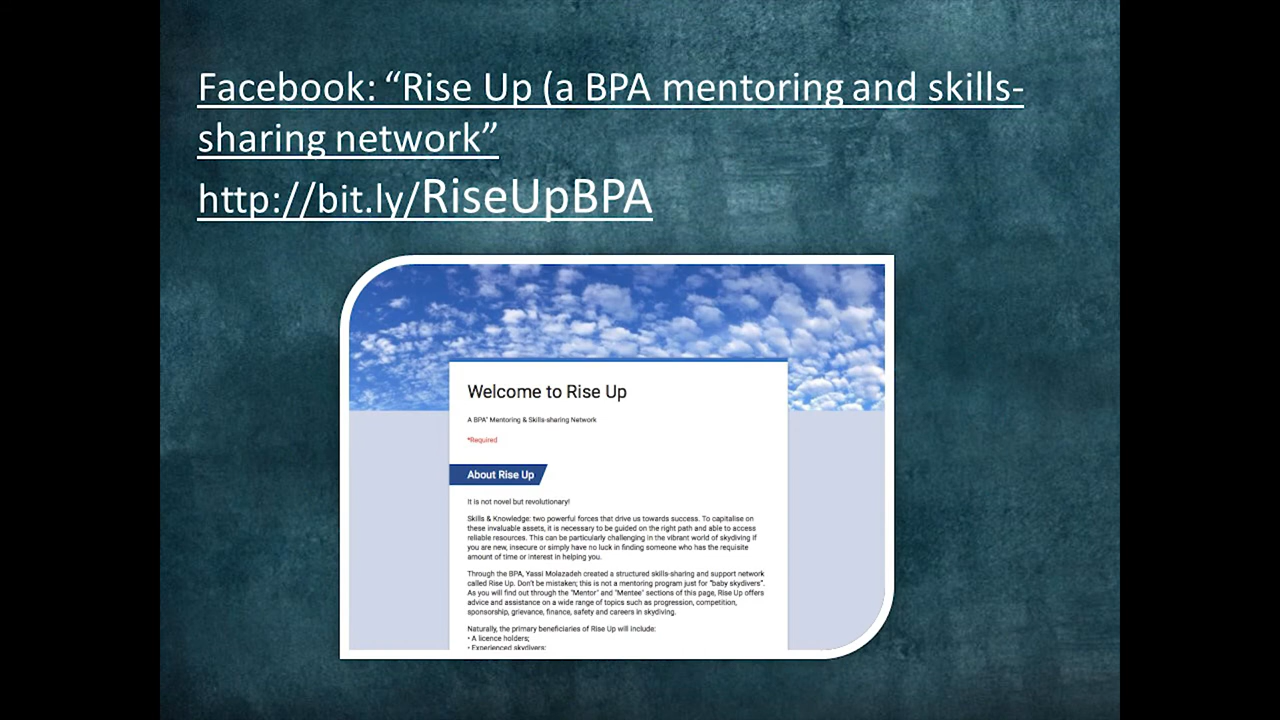 Facebook: “Rise Up (a BPA mentoring and skills-
sharing network”
http://bit.ly/RiseUpBPA
Welcome to Rise Up
A BPA" Mentoring & Skills-sharing Network
*Required
About Rise Up
It is not novel but revolutionary!
Skills & Knowledge: two powerful forces that drive us towards success. To capitalise on
these invaluable assets, it is necessary to be guided on the right path and able to access
reliable resources. This can be particularly challenging in the vibrant world of skydiving if
you are new, insecure or simply have no luck in finding someone who has the requisite
amount of time or interest in helping you.
Through the BPA, Yassi Molazadeh created a structured skills-sharing and support network
called Rise Up. Don't be mistaken; this is not a mentoring program just for "baby skydivers".
As you will find out through the "Mentor" and "Mentee" sections of this page, Rise Up offers
advice and assistance on a wide range of topics such as progression, competition,
sponsorship, grievance, finance, safety and careers in skydiving.
Naturally, the primary beneficiaries of Rise Up will include:
• A licence holders;
• Experienced skydivers;